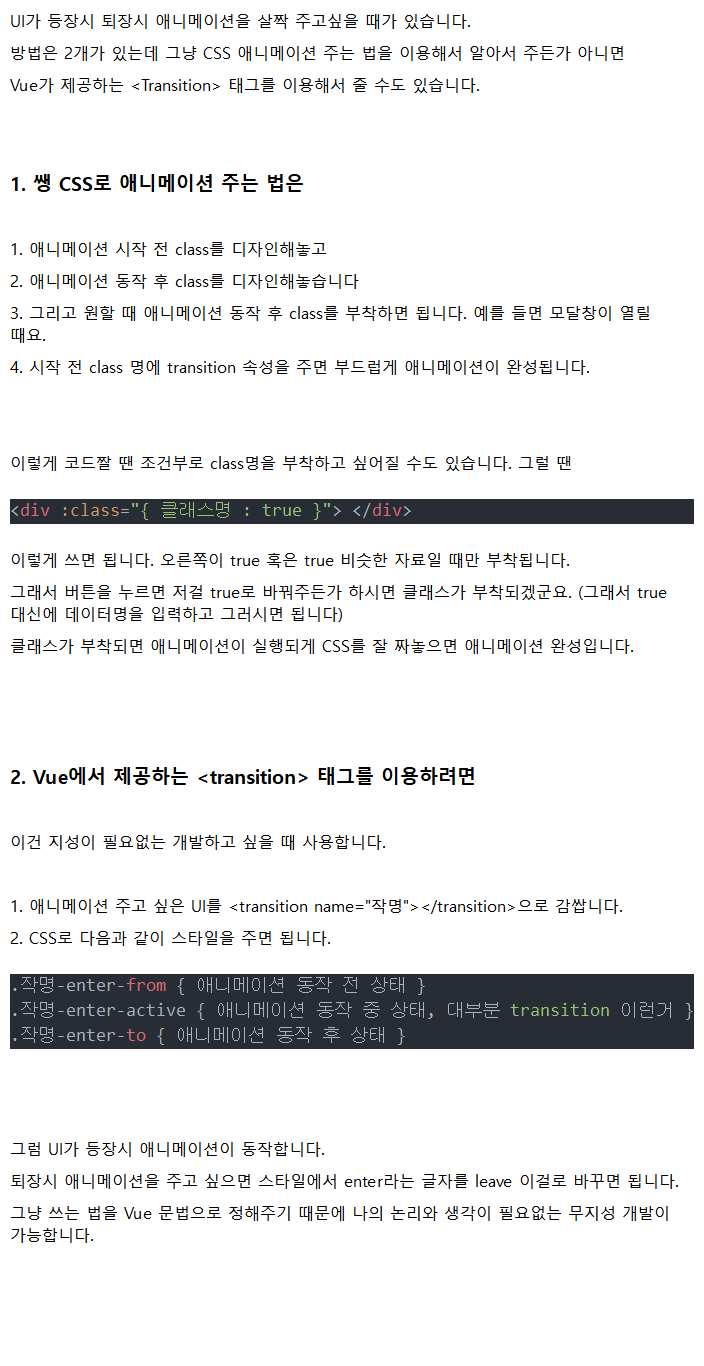 UI가 등장시 퇴장시 애니메이션을 살짝 주고싶을 때가 있습니다.
방법은 2개가 있는데 그냥 CSS 애니메이션 주는 법을 이용해서 알아서 주든가 아니면
Vue가 제공하는 <Transition> 태그를 이용해서 줄 수도 있습니다.
1. 쌩 CSS로 애니메이션 주는 법은
1. 애니메이션 시작 전 class를 디자인해놓고
2. 애니메이션 동작 후 class를 디자인해놓습니다
3. 그리고 원할 때 애니메이션 동작 후 class를 부착하면 됩니다. 예를 들면 모달창이 열릴
때요.
4. 시작 전 class 명에 transition 속성을 주면 부드럽게 애니메이션이 완성됩니다.
이렇게 코드짤 땐 조건부로 class명을 부착하고 싶어질 수도 있습니다. 그럴 땐
<div :class="{ 클래스명 : true }"> </div>
이렇게 쓰면 됩니다. 오른쪽이 true 혹은 true 비슷한 자료일 때만 부착됩니다.
그래서 버튼을 누르면 저걸 true로 바꿔주든가 하시면 클래스가 부착되겠군요. (그래서 true
대신에 데이터명을 입력하고 그러시면 됩니다)
클래스가 부착되면 애니메이션이 실행되게 CSS를 잘 짜놓으면 애니메이션 완성입니다.
2. Vue에서 제공하는 <transition> 태그를 이용하려면
이건 지성이 필요없는 개발하고 싶을 때 사용합니다.
1. 애니메이션 주고 싶은 UI를 <transition name="작명"></transition>으로 감쌉니다.
2. CSS로 다음과 같이 스타일을 주면 됩니다.
.작명-enter-from { 애니메이션 동작 전 상태 }
.작명-enter-active { 애니메이션 동작 중 상태, 대부분 transition 이런거 }
.작명-enter-to { 애니메이션 동작 후 상태 }
그럼 UI가 등장시 애니메이션이 동작합니다.
퇴장시 애니메이션을 주고 싶으면 스타일에서 enter라는 글자를 leave 이걸로 바꾸면 됩니다.
그냥 쓰는 법을 Vue 문법으로 정해주기 때문에 나의 논리와 생각이 필요없는 무지성 개발이
가능합니다.